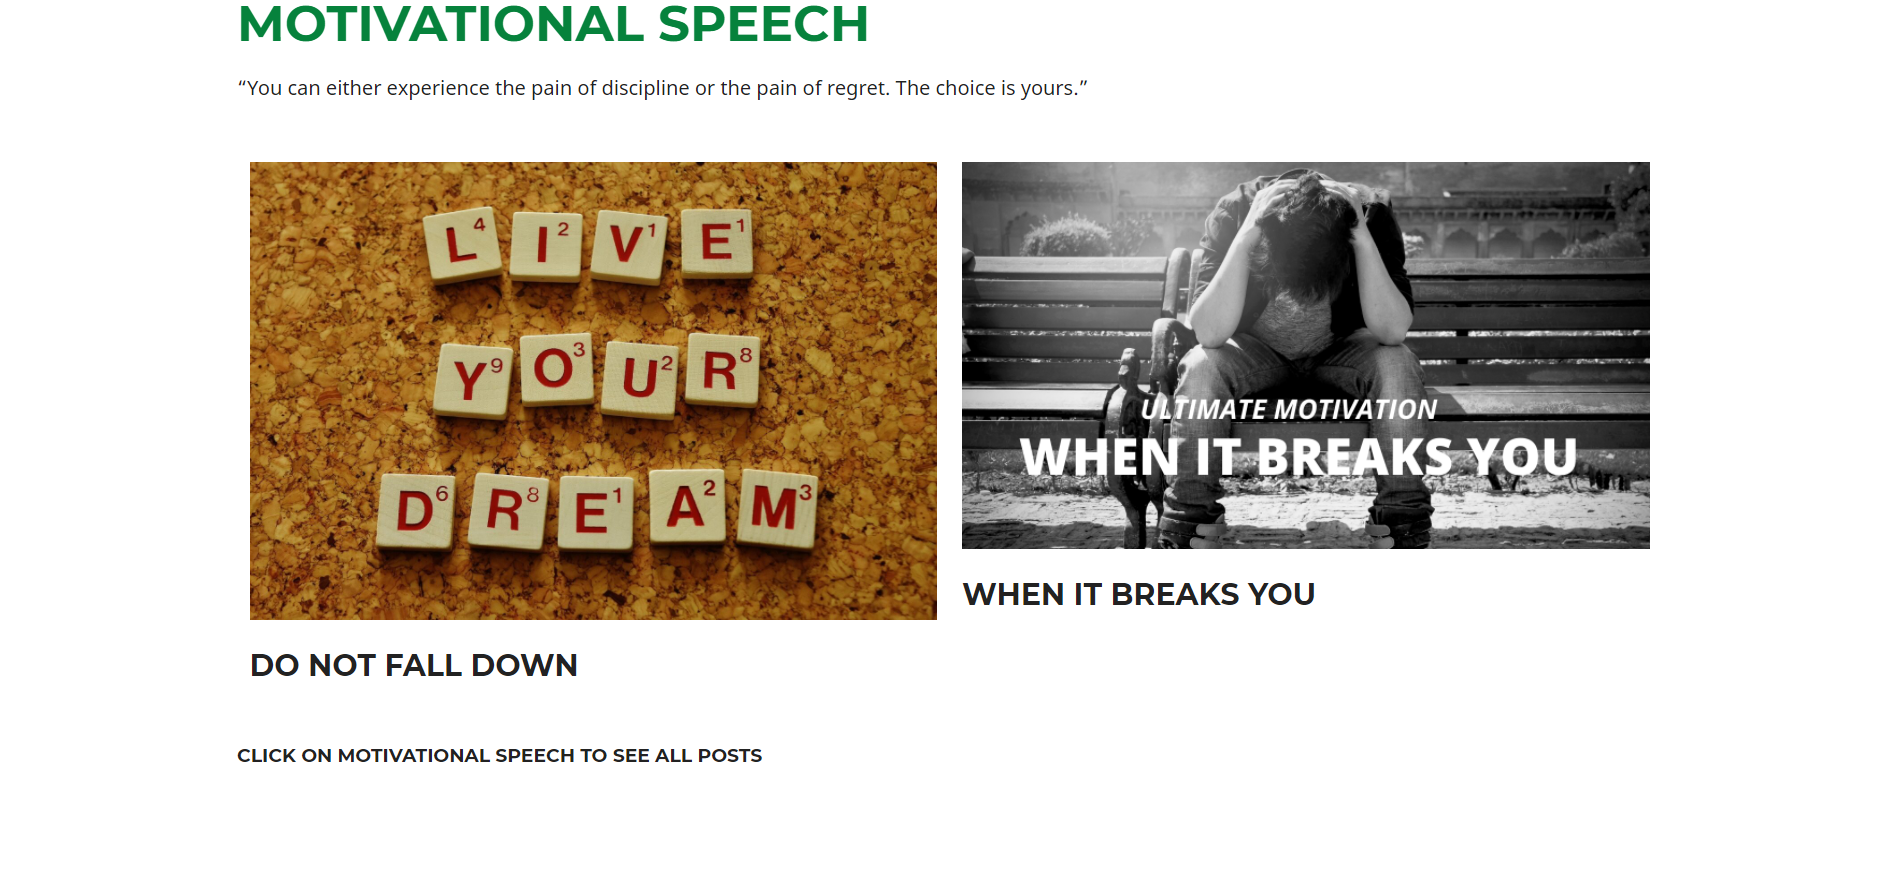 MOTIVATIONAL SPEECH
“You can either experience the pain of discipline or the pain of regret. The choice is yours.”
L4 I2 V1 E1
Y9 O3 U2 R8
D6 R8 E1 A2 M3
DO NOT FALL DOWN
ULTIMATE MOTIVATION
WHEN IT BREAKS YOU
WHEN IT BREAKS YOU
CLICK ON MOTIVATIONAL SPEECH TO SEE ALL POSTS